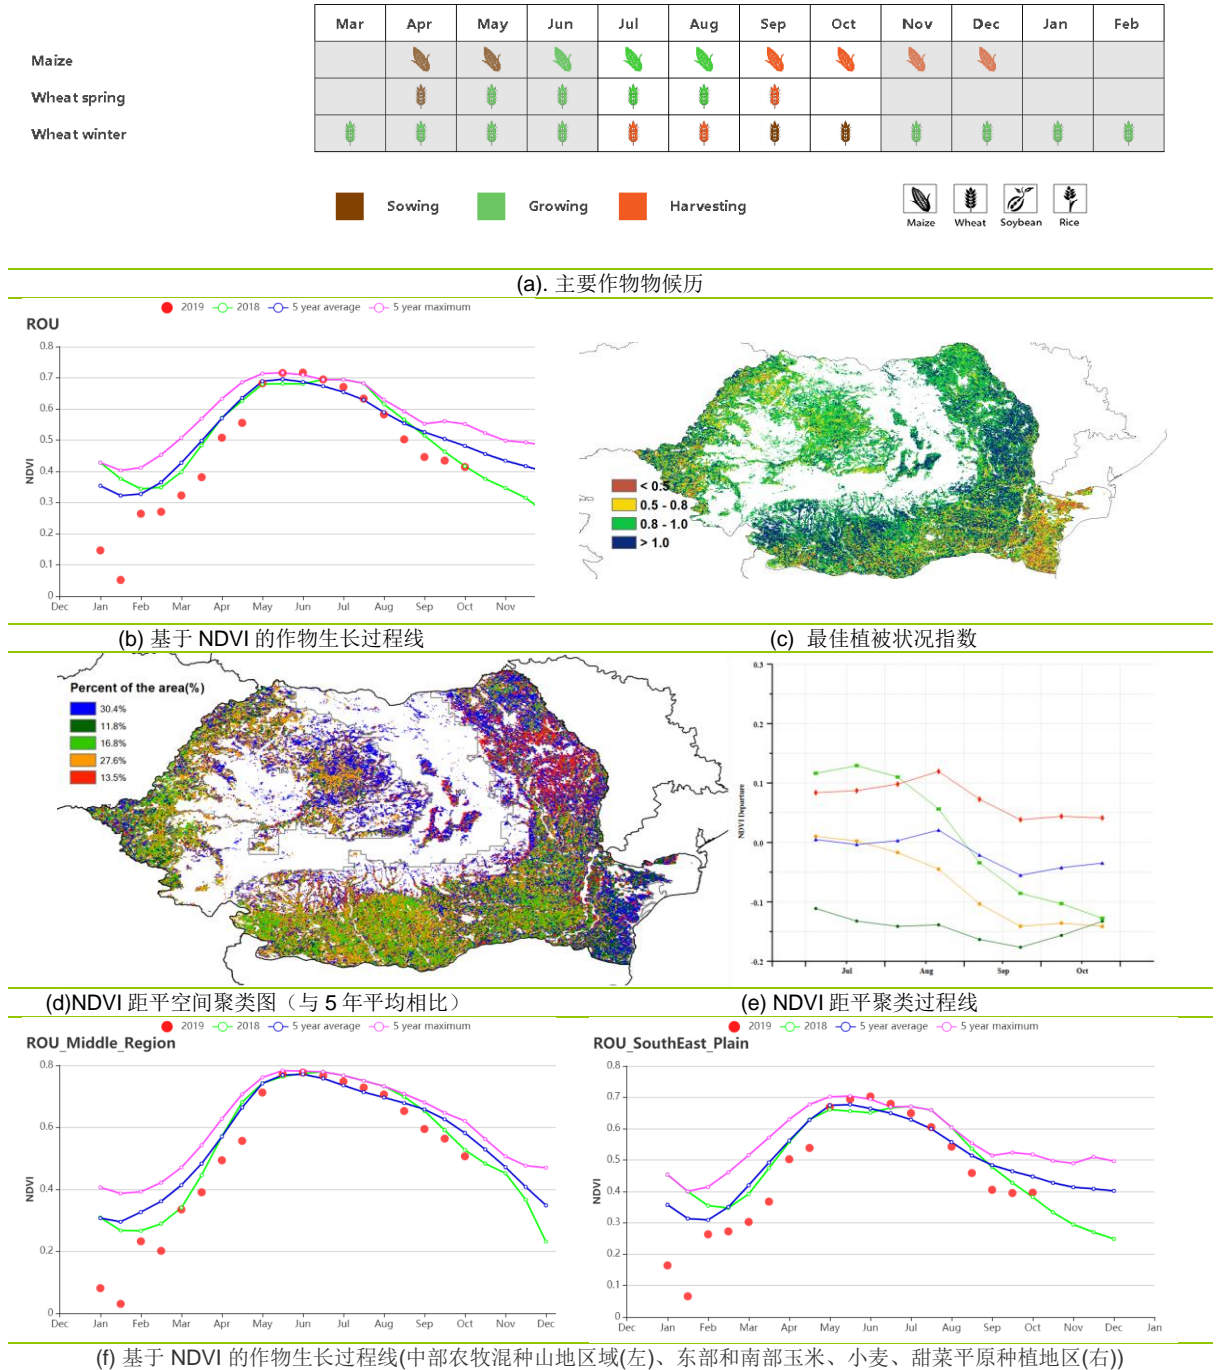 Mar Apr May Jun Jul Aug Sep Oct Nov Dec Jan Feb
Maize
Wheat spring
Wheat winter
Sowing Growing Harvesting
Maize Wheat Soybean Rice
(a). 主要作物物候历
2019 2018 5 year average 5 year maximum
ROU
0.8
0.7
0.6
0.5
0.4
0.3
0.2
0.1
0
NDVI
Dec Jan Feb Mar Apr May Jun Jul Aug Sep Oct Nov
< 0.5
0.5 - 0.8
0.8 - 1.0
> 1.0
(b) 基于 NDVI 的作物生长过程线
(c) 最佳植被状况指数
Percent of the area(%)
30.4%
11.8%
16.8%
27.6%
13.5%
0.3
0.2
0.1
0.0
-0.1
-0.2
NDVI Departure
Jul Aug Sep Oct
(d)NDVI 距平空间聚类图（与 5 年平均相比）
(e) NDVI 距平聚类过程线
2019 2018 5 year average 5 year maximum
ROU_Middle_Region
0.8
0.6
0.4
0.2
0
NDVI
Dec Jan Feb Mar Apr May Jun Jul Aug Sep Oct Nov Dec
2019 2018 5 year average 5 year maximum
ROU_SouthEast_Plain
0.8
0.7
0.6
0.5
0.4
0.3
0.2
0.1
0
NDVI
Dec Jan Feb Mar Apr May Jun Jul Aug Sep Oct Nov Dec Jan
(f) 基于 NDVI 的作物生长过程线(中部农牧混种山地区域(左)、东部和南部玉米、小麦、甜菜平原种植地区(右))